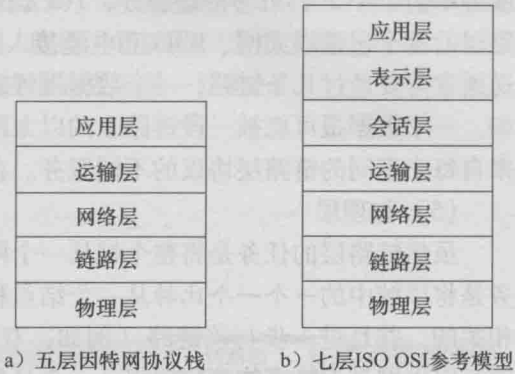 应用层
运输层
网络层
链路层
物理层
a）五层因特网协议栈
应用层
表示层
会话层
运输层
网络层
链路层
物理层
b）七层ISO OSI参考模型